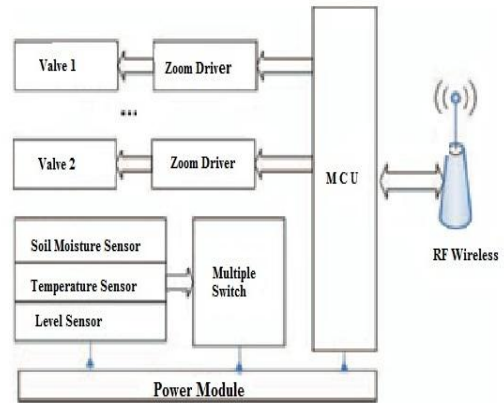 Valve 1
Zoom Driver
...
Valve 2
Zoom Driver
M C U
RF Wireless
Soil Moisture Sensor
Temperature Sensor
Level Sensor
Multiple
Switch
Power Module